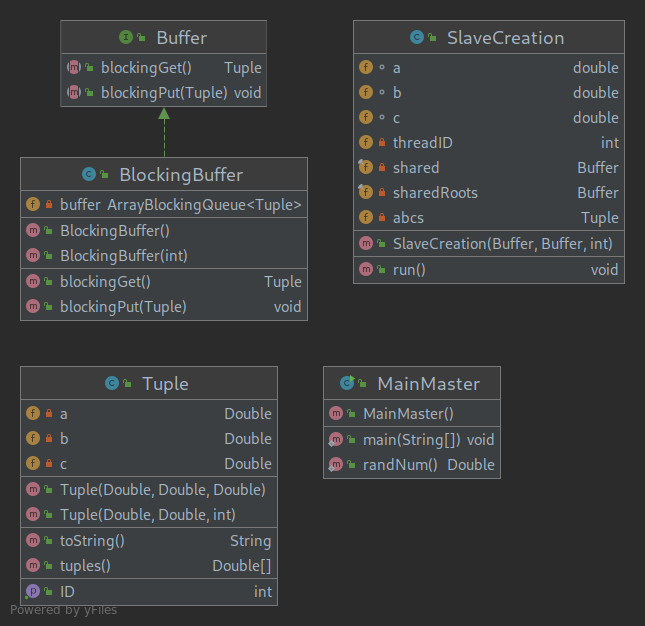 Buffer
blockingGet() Tuple
blockingPut(Tuple) void
BlockingBuffer
buffer ArrayBlockingQueue<Tuple>
BlockingBuffer()
BlockingBuffer(int)
blockingGet() Tuple
blockingPut(Tuple) void
SlaveCreation
a double
b double
c double
threadID int
shared Buffer
sharedRoots Buffer
abcs Tuple
SlaveCreation(Buffer, Buffer, int)
run() void
Tuple
a Double
b Double
c Double
Tuple(Double, Double, Double)
Tuple(Double, Double, int)
toString() String
tuples() Double[]
ID int
MainMaster
MainMaster()
main(String[]) void
randNum() Double
Powered by yFiles